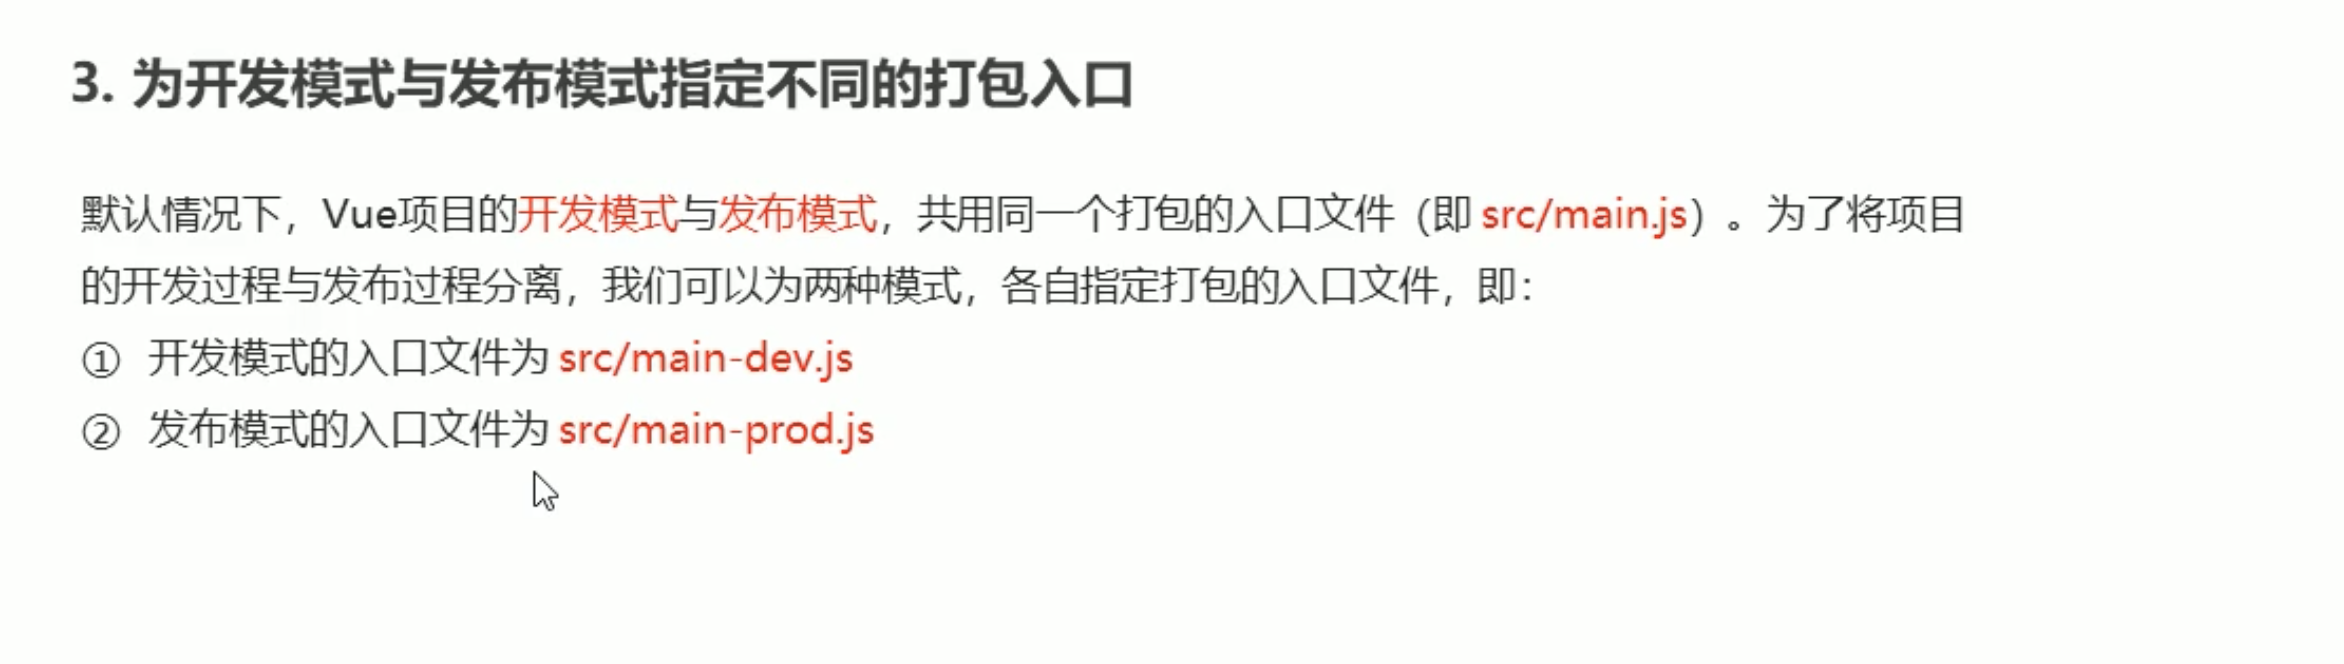 3. 为开发模式与发布模式指定不同的打包入口
默认情况下，Vue项目的开发模式与发布模式，共用同一个打包的入口文件（即 src/main.js）。为了将项目
的开发过程与发布过程分离，我们可以为两种模式，各自指定打包的入口文件，即：
① 开发模式的入口文件为 src/main-dev.js
② 发布模式的入口文件为 src/main-prod.js